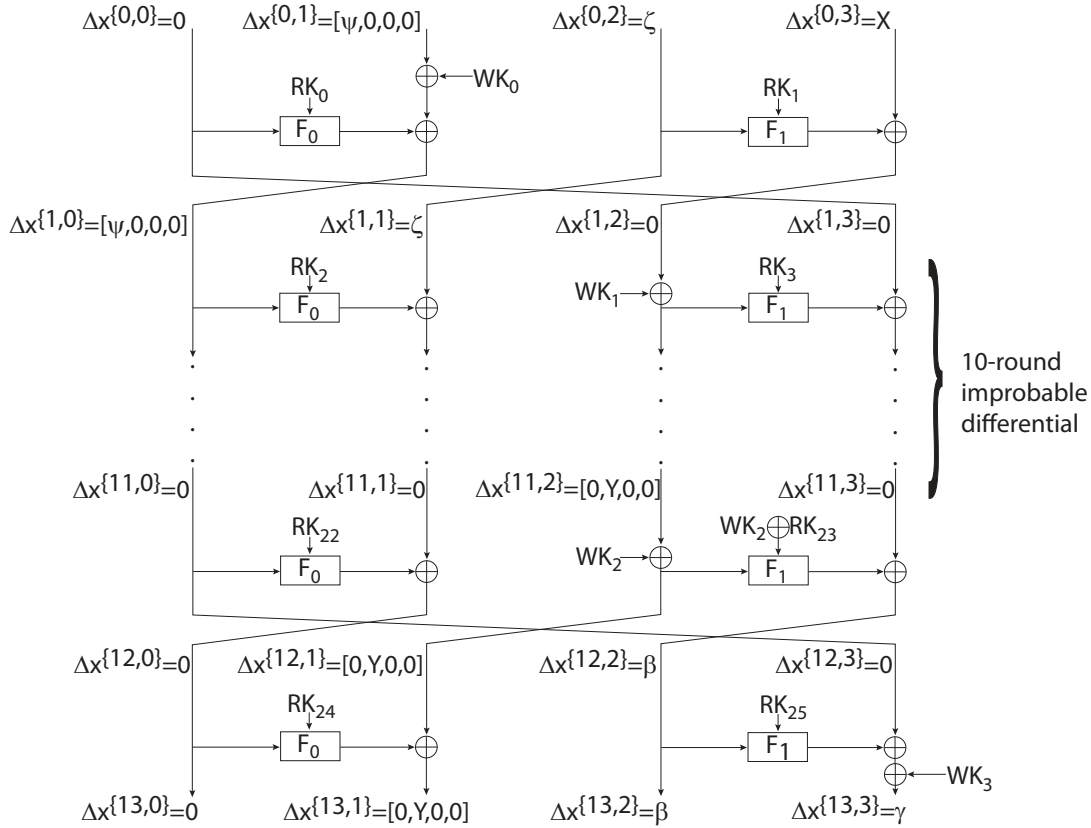 Δx{0,0}=0 Δx{0,1}=[ψ,0,0,0] Δx{0,2}=ζ Δx{0,3}=X
WK0
RK0 RK1
F0 F1
Δx{1,0}=[ψ,0,0,0] Δx{1,1}=ζ Δx{1,2}=0 Δx{1,3}=0
RK2 RK3
WK1
F0 F1
10-round
improbable
differential
Δx{11,0}=0 Δx{11,1}=0 Δx{11,2}=[0,Y,0,0] Δx{11,3}=0
RK22 WK2⊕RK23
WK2
F0 F1
Δx{12,0}=0 Δx{12,1}=[0,Y,0,0] Δx{12,2}=β Δx{12,3}=0
RK24 RK25
F0 F1
WK3
Δx{13,0}=0 Δx{13,1}=[0,Y,0,0] Δx{13,2}=β Δx{13,3}=γ